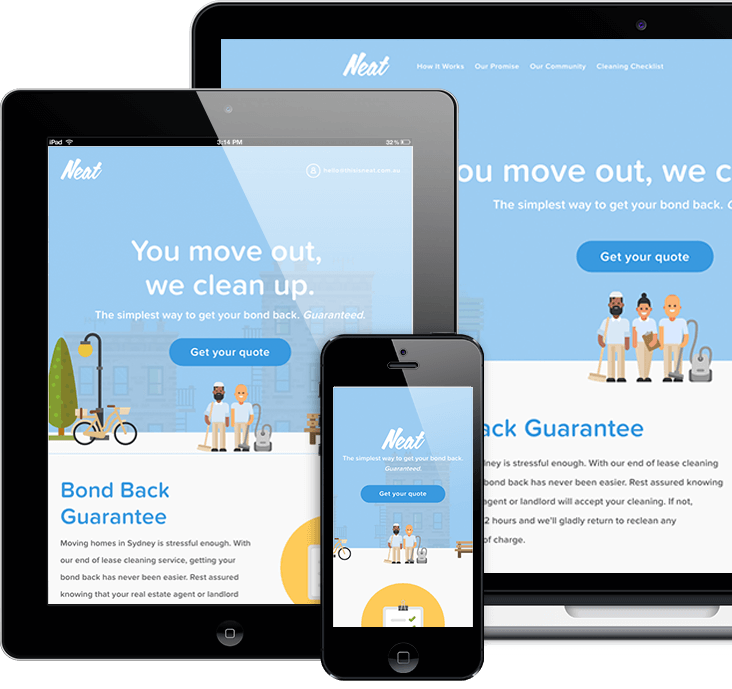 Neat
How It Works Our Promise Our Community Cleaning Checklist
ou move out, we c
The simplest way to get your bond back. G
Get your quote
ack Guarantee
dney is stressful enough. With our end of lease cleaning
back has never been easier. Rest assured knowing
agent or landlord will accept your cleaning. If not,
2 hours and we'll gladly return to reclean any
of charge.
iPad 3:14 PM 32%
Neat
You move out,
we clean up.
The simplest way to get your bond back. Guaranteed.
Get your quote
Bond Back
Guarantee
Moving homes in Sydney is stressful enough. With
our end of lease cleaning service, getting your
bond back has never been easier. Rest assured
knowing that your real estate agent or landlord
Neat
The simplest way to get your bond back.
Guaranteed.
Get your quote